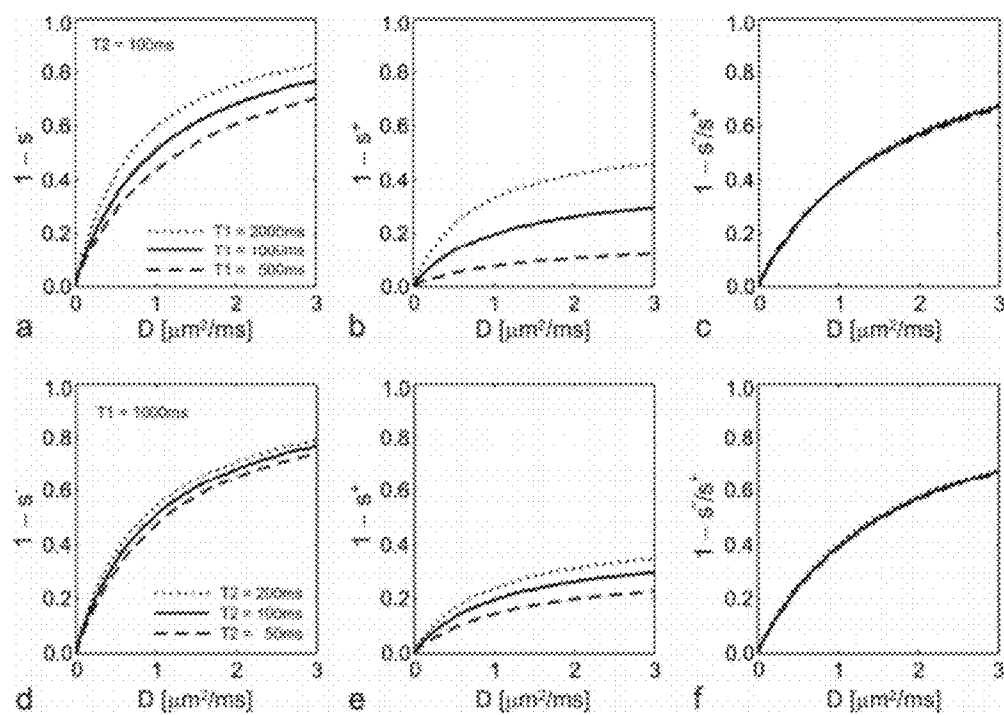 1.0
0.8
0.6
0.4
0.2
0.0
1 – s⁻
T2 = 100ms
T1 = 2000ms
T1 = 1000ms
T1 = 500ms
0 1 2 3
a D [μm²/ms]
1.0
0.8
0.6
0.4
0.2
0.0
1 – s⁺
0 1 2 3
b D [μm²/ms]
1.0
0.8
0.6
0.4
0.2
0.0
1 – s⁻/s⁺
0 1 2 3
c D [μm²/ms]
1.0
0.8
0.6
0.4
0.2
0.0
1 – s⁻
T1 = 1000ms
T2 = 200ms
T2 = 100ms
T2 = 50ms
0 1 2 3
d D [μm²/ms]
1.0
0.8
0.6
0.4
0.2
0.0
1 – s⁺
0 1 2 3
e D [μm²/ms]
1.0
0.8
0.6
0.4
0.2
0.0
1 – s⁻/s⁺
0 1 2 3
f D [μm²/ms]